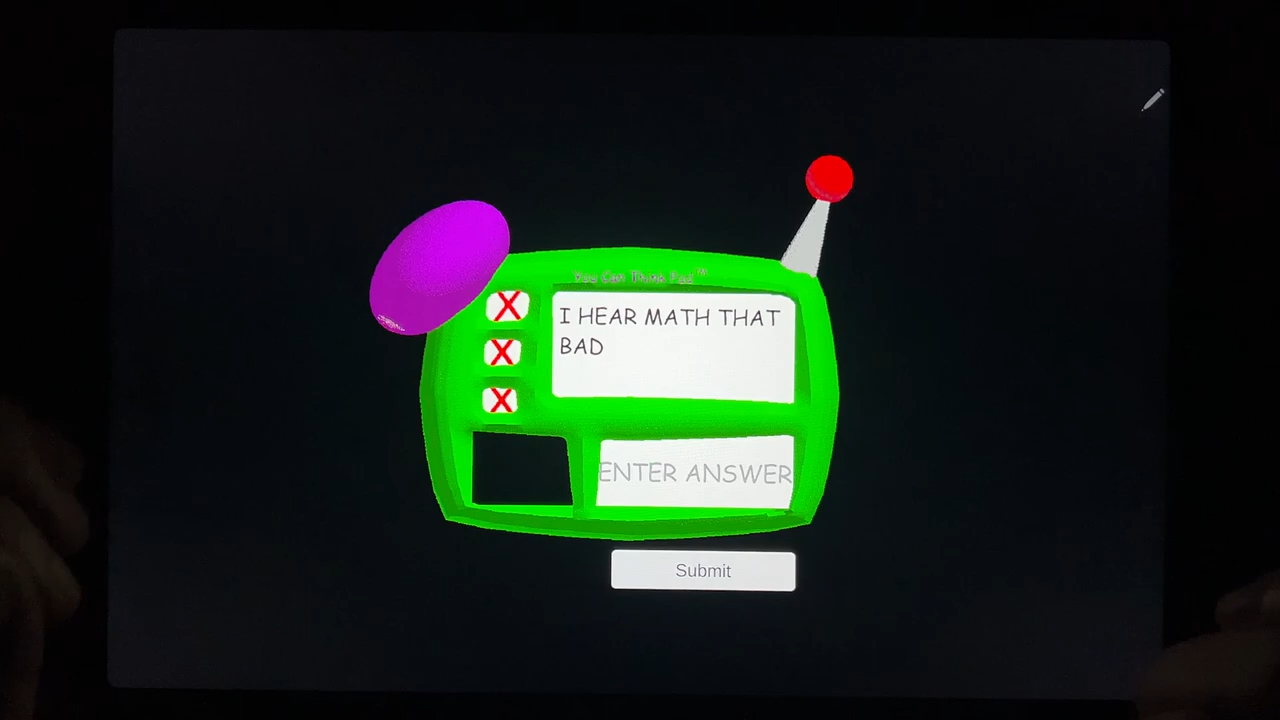 You Can Think Pad™
X
I HEAR MATH THAT
BAD
X
X
ENTER ANSWER
Submit